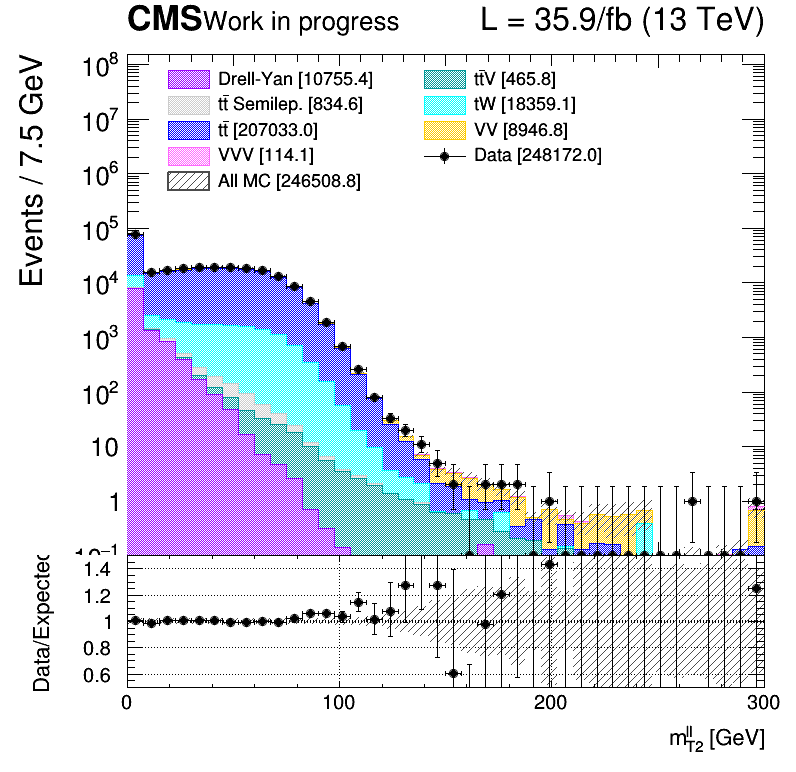 CMS Work in progress L = 35.9/fb (13 TeV)
Events / 7.5 GeV
10⁸
10⁷
10⁶
10⁵
10⁴
10³
10²
10
1
10⁻¹
Drell-Yan [10755.4]
tt̄ Semilep. [834.6]
tt̄ [207033.0]
VVV [114.1]
All MC [246508.8]
tt̄V [465.8]
tW [18359.1]
VV [8946.8]
Data [248172.0]
Data/Expected
1.4
1.2
1
0.8
0.6
0 100 200 300
m_{T2}^{ll} [GeV]